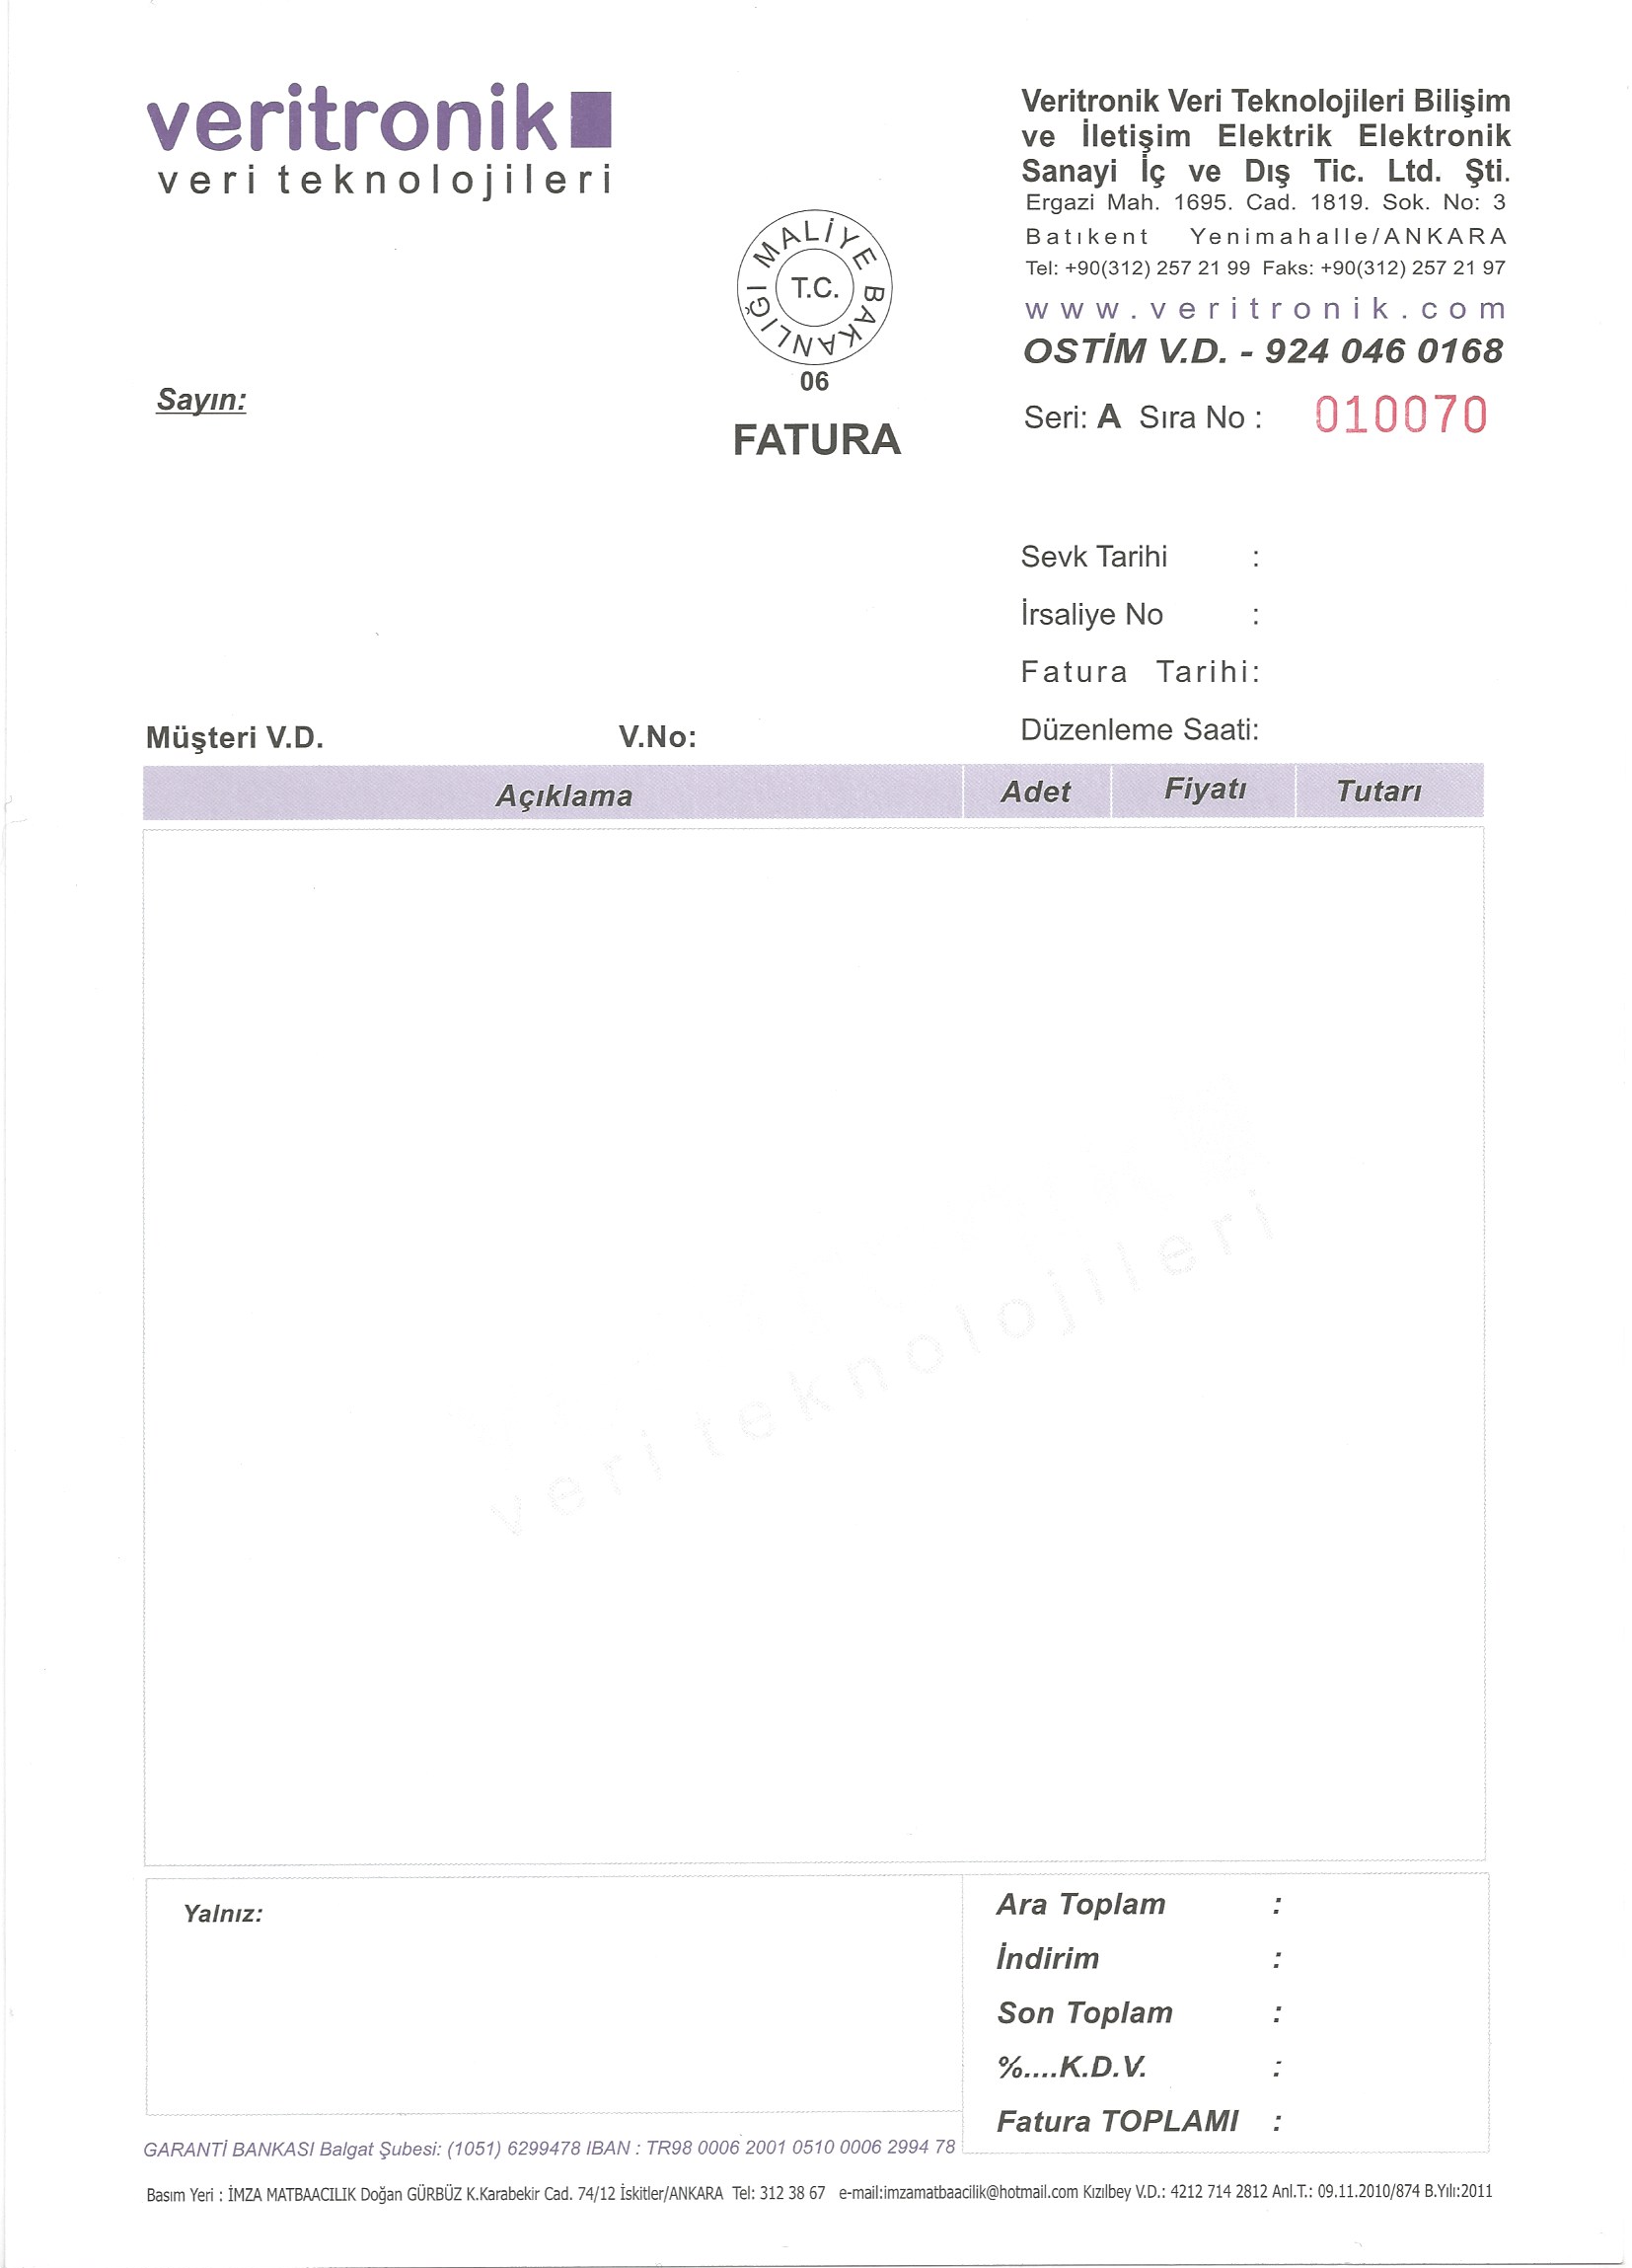 veritronik
veri teknolojileri
Veritronik Veri Teknolojileri Bilişim
ve İletişim Elektrik Elektronik
Sanayi İç ve Dış Tic. Ltd. Şti.
Ergazi Mah. 1695. Cad. 1819. Sok. No: 3
Batıkent Yenimahalle/ANKARA
Tel: +90(312) 257 21 99 Faks: +90(312) 257 21 97
www.veritronik.com
OSTİM V.D. - 924 046 0168
MALİYE BAKANLIĞI
T.C.
06
Sayın:
FATURA
Seri: A Sıra No : 010070
Sevk Tarihi :
İrsaliye No :
Fatura Tarihi:
Düzenleme Saati:
Müşteri V.D. V.No:
Açıklama Adet Fiyatı Tutarı
veri teknolojileri
Yalnız:
Ara Toplam :
İndirim :
Son Toplam :
%....K.D.V. :
Fatura TOPLAMI :
GARANTİ BANKASI Balgat Şubesi: (1051) 6299478 IBAN : TR98 0006 2001 0510 0006 2994 78
Basım Yeri : İMZA MATBAACILIK Doğan GÜRBÜZ K.Karabekir Cad. 74/12 İskitler/ANKARA Tel: 312 38 67 e-mail:imzamatbaacilik@hotmail.com Kızılbey V.D.: 4212 714 2812 Anl.T.: 09.11.2010/874 B.Yılı:2011